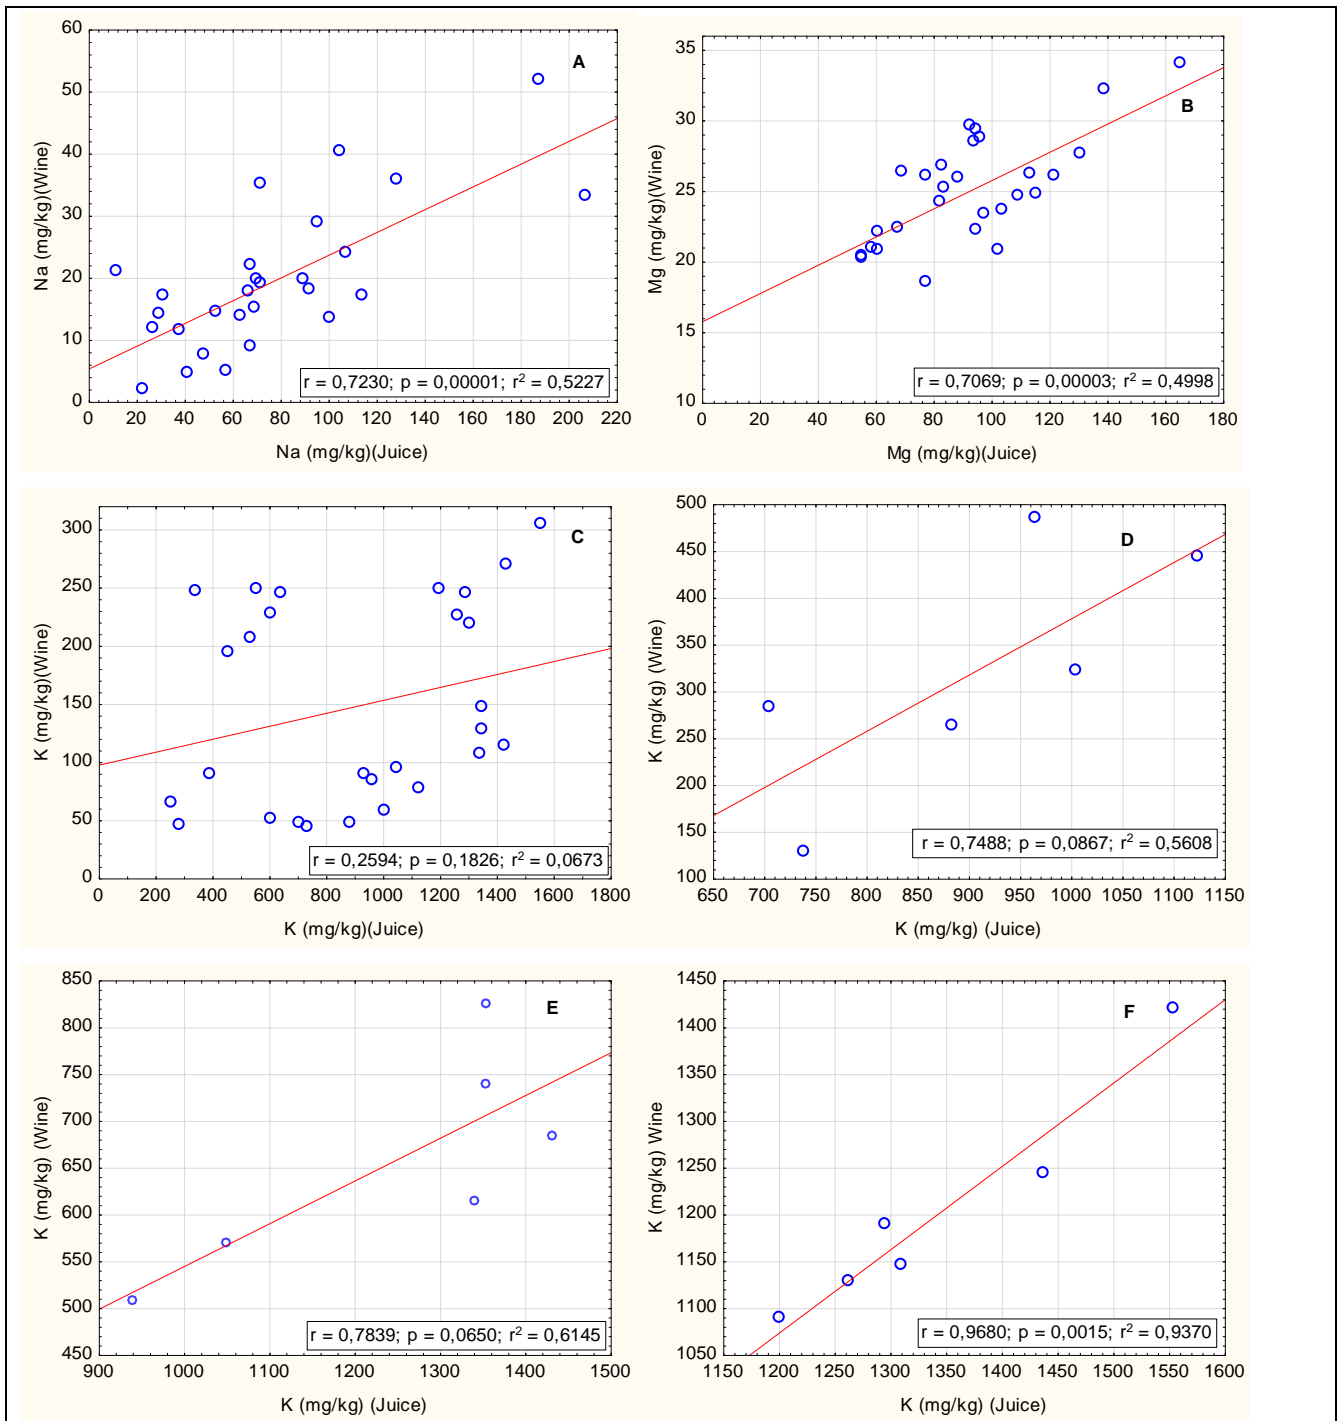 A
Na (mg/kg)(Wine)
60
50
40
30
20
10
0
0 20 40 60 80 100 120 140 160 180 200 220
Na (mg/kg)(Juice)
r = 0,7230; p = 0,00001; r² = 0,5227
B
Mg (mg/kg)(Wine)
35
30
25
20
15
10
0 20 40 60 80 100 120 140 160 180
Mg (mg/kg)(Juice)
r = 0,7069; p = 0,00003; r² = 0,4998
C
K (mg/kg)(Wine)
300
250
200
150
100
50
0
0 200 400 600 800 1000 1200 1400 1600 1800
K (mg/kg)(Juice)
r = 0,2594; p = 0,1826; r² = 0,0673
D
K (mg/kg) (Wine)
500
450
400
350
300
250
200
150
100
650 700 750 800 850 900 950 1000 1050 1100 1150
K (mg/kg) (Juice)
r = 0,7488; p = 0,0867; r² = 0,5608
E
K (mg/kg) (Wine)
850
800
750
700
650
600
550
500
450
900 1000 1100 1200 1300 1400 1500
K (mg/kg) (Juice)
r = 0,7839; p = 0,0650; r² = 0,6145
F
K (mg/kg) Wine
1450
1400
1350
1300
1250
1200
1150
1100
1050
1150 1200 1250 1300 1350 1400 1450 1500 1550 1600
K (mg/kg) (Juice)
r = 0,9680; p = 0,0015; r² = 0,9370